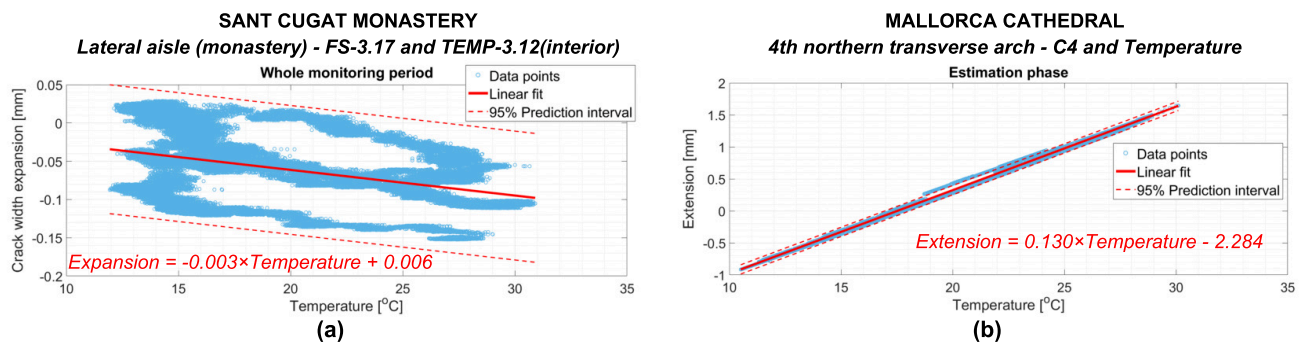 SANT CUGAT MONASTERY
Lateral aisle (monastery) - FS-3.17 and TEMP-3.12(interior)
Whole monitoring period
Data points
Linear fit
95% Prediction interval
Crack width expansion [mm]
0.05
0
-0.05
-0.1
-0.15
-0.2
Expansion = -0.003×Temperature + 0.006
10 15 20 25 30 35
Temperature [°C]
(a)
MALLORCA CATHEDRAL
4th northern transverse arch - C4 and Temperature
Estimation phase
Extension [mm]
2
1.5
1
0.5
0
-0.5
-1
Data points
Linear fit
95% Prediction interval
Extension = 0.130×Temperature - 2.284
10 15 20 25 30 35
Temperature [°C]
(b)